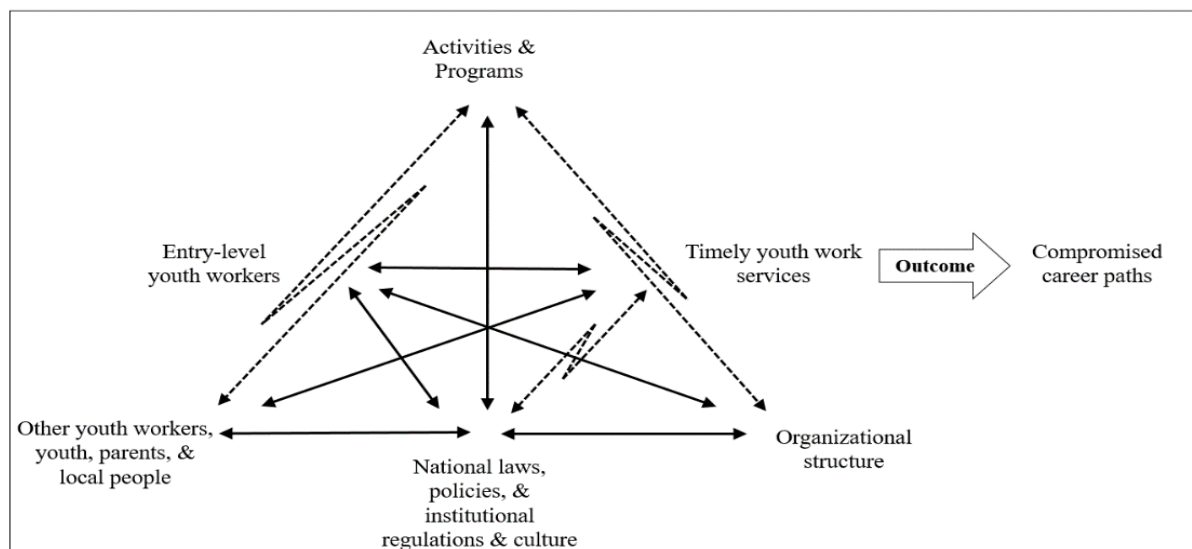 Activities &
Programs
Entry-level
youth workers
Timely youth work
services
Outcome
Compromised
career paths
Other youth workers,
youth, parents, &
local people
National laws,
policies, &
institutional
regulations & culture
Organizational
structure